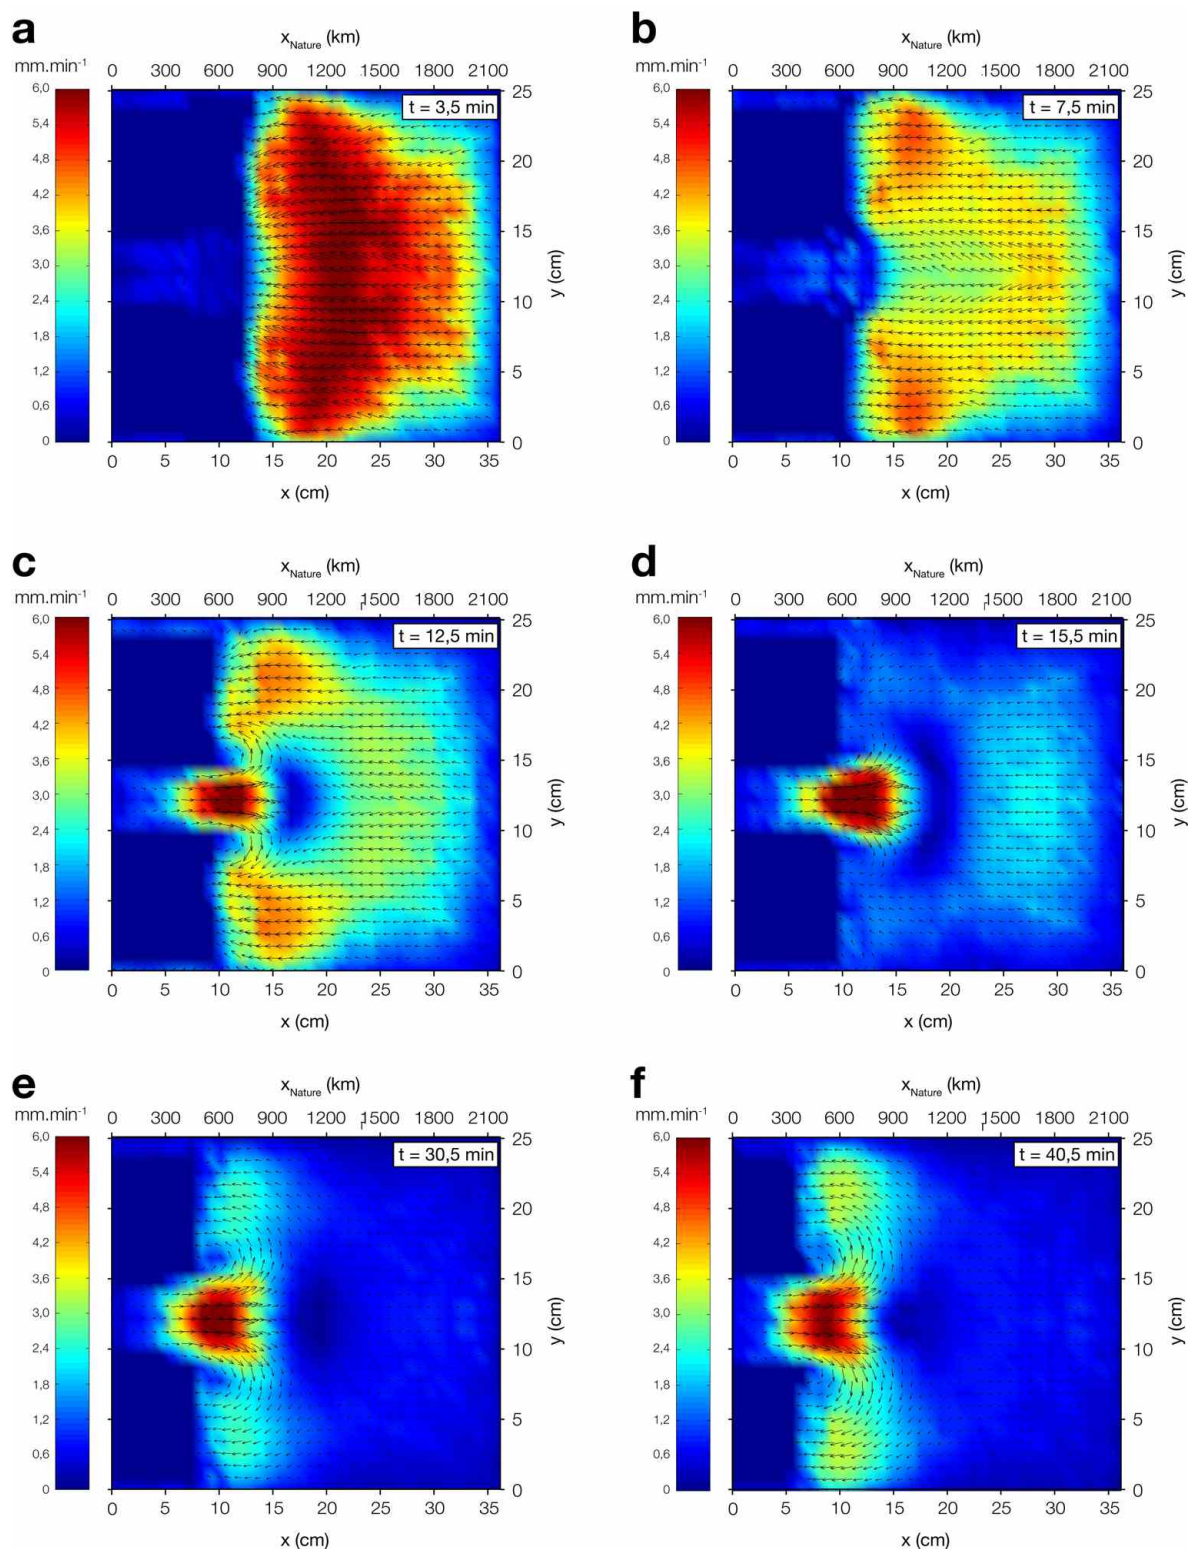 a
b
x_Nature (km)
x_Nature (km)
mm.min⁻¹ 0 300 600 900 1200 1500 1800 2100
mm.min⁻¹ 0 300 600 900 1200 1500 1800 2100
6,0 5,4 4,8 4,2 3,6 3,0 2,4 1,8 1,2 0,6 0
t = 3,5 min
25 20 15 10 5 0
y (cm)
0 5 10 15 20 25 30 35
x (cm)
6,0 5,4 4,8 4,2 3,6 3,0 2,4 1,8 1,2 0,6 0
t = 7,5 min
25 20 15 10 5 0
y (cm)
0 5 10 15 20 25 30 35
x (cm)
c
d
x_Nature (km)
x_Nature (km)
mm.min⁻¹ 0 300 600 900 1200 1500 1800 2100
mm.min⁻¹ 0 300 600 900 1200 1500 1800 2100
6,0 5,4 4,8 4,2 3,6 3,0 2,4 1,8 1,2 0,6 0
t = 12,5 min
25 20 15 10 5 0
y (cm)
0 5 10 15 20 25 30 35
x (cm)
6,0 5,4 4,8 4,2 3,6 3,0 2,4 1,8 1,2 0,6 0
t = 15,5 min
25 20 15 10 5 0
y (cm)
0 5 10 15 20 25 30 35
x (cm)
e
f
x_Nature (km)
x_Nature (km)
mm.min⁻¹ 0 300 600 900 1200 1500 1800 2100
mm.min⁻¹ 0 300 600 900 1200 1500 1800 2100
6,0 5,4 4,8 4,2 3,6 3,0 2,4 1,8 1,2 0,6 0
t = 30,5 min
25 20 15 10 5 0
y (cm)
0 5 10 15 20 25 30 35
x (cm)
6,0 5,4 4,8 4,2 3,6 3,0 2,4 1,8 1,2 0,6 0
t = 40,5 min
25 20 15 10 5 0
y (cm)
0 5 10 15 20 25 30 35
x (cm)